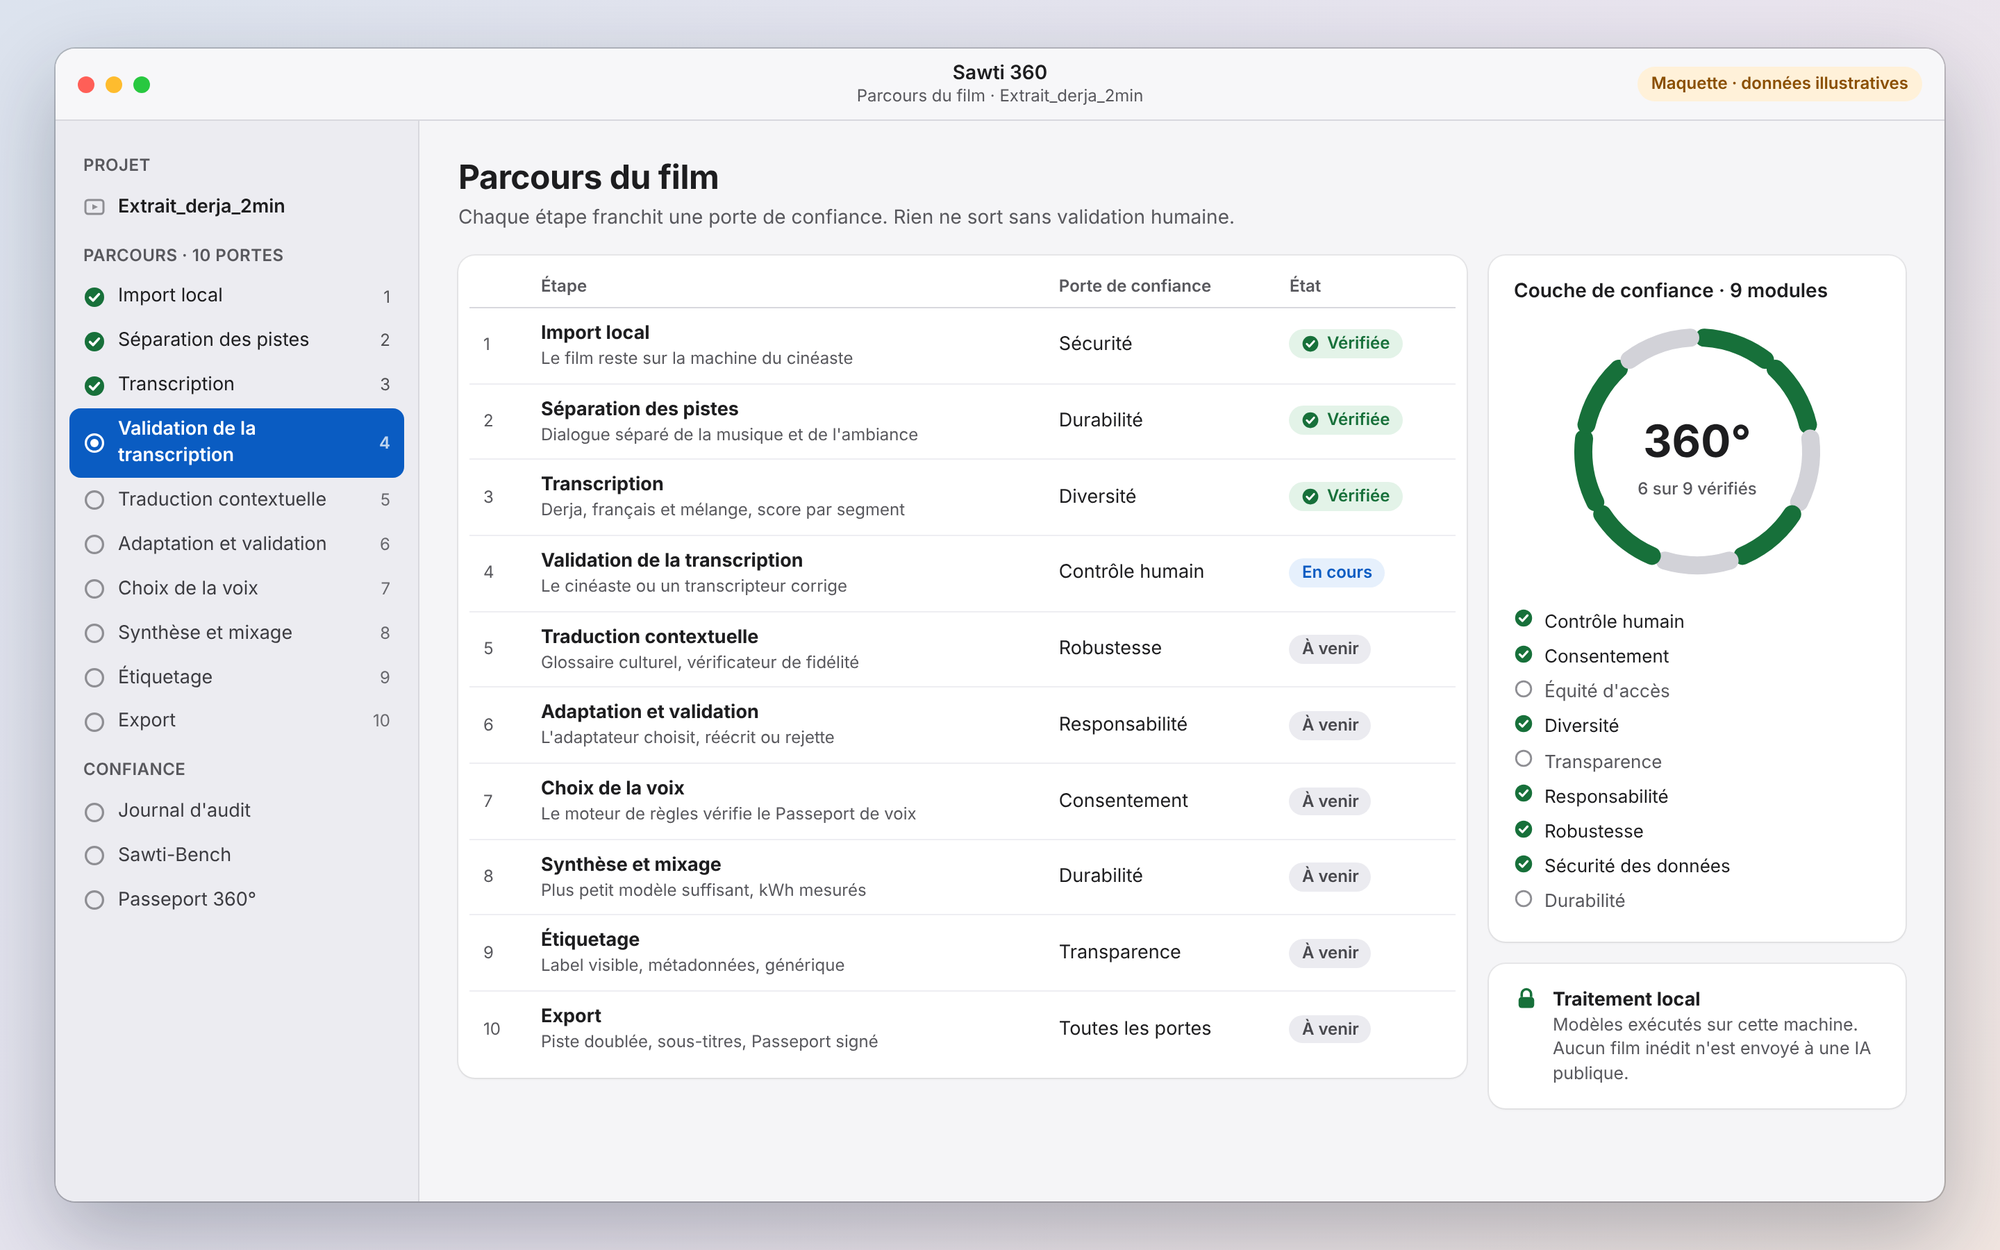 Sawti 360
Parcours du film · Extrait_derja_2min
Maquette · données illustratives
PROJET
Extrait_derja_2min
PARCOURS · 10 PORTES
Import local 1
Séparation des pistes 2
Transcription 3
Validation de la
transcription 4
Traduction contextuelle 5
Adaptation et validation 6
Choix de la voix 7
Synthèse et mixage 8
Étiquetage 9
Export 10
CONFIANCE
Journal d'audit
Sawti-Bench
Passeport 360°
Parcours du film
Chaque étape franchit une porte de confiance. Rien ne sort sans validation humaine.
Étape Porte de confiance État
1 Import local Sécurité Vérifiée
Le film reste sur la machine du cinéaste
2 Séparation des pistes Durabilité Vérifiée
Dialogue séparé de la musique et de l'ambiance
3 Transcription Diversité Vérifiée
Derja, français et mélange, score par segment
4 Validation de la transcription Contrôle humain En cours
Le cinéaste ou un transcripteur corrige
5 Traduction contextuelle Robustesse À venir
Glossaire culturel, vérificateur de fidélité
6 Adaptation et validation Responsabilité À venir
L'adaptateur choisit, réécrit ou rejette
7 Choix de la voix Consentement À venir
Le moteur de règles vérifie le Passeport de voix
8 Synthèse et mixage Durabilité À venir
Plus petit modèle suffisant, kWh mesurés
9 Étiquetage Transparence À venir
Label visible, métadonnées, générique
10 Export Toutes les portes À venir
Piste doublée, sous-titres, Passeport signé
Couche de confiance · 9 modules
360°
6 sur 9 vérifiés
Contrôle humain
Consentement
Équité d'accès
Diversité
Transparence
Responsabilité
Robustesse
Sécurité des données
Durabilité
Traitement local
Modèles exécutés sur cette machine.
Aucun film inédit n'est envoyé à une IA
publique.